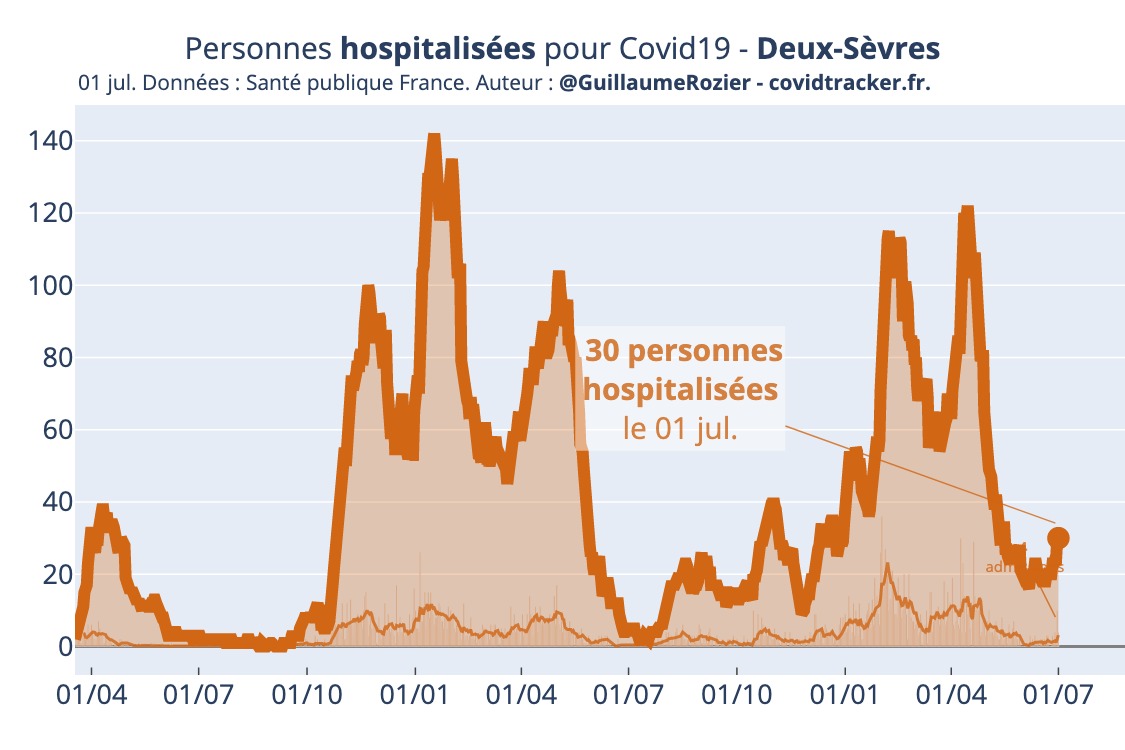 Personnes hospitalisées pour Covid19 - Deux-Sèvres
01 jul. Données : Santé publique France. Auteur : @GuillaumeRozier - covidtracker.fr.
140
120
100
80
60
40
20
0
30 personnes
hospitalisées
le 01 jul.
01/04 01/07 01/10 01/01 01/04 01/07 01/10 01/01 01/04 01/07